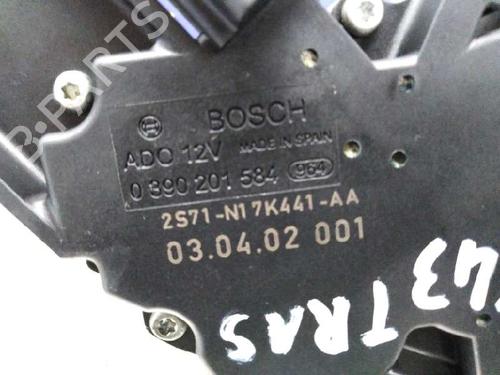 BOSCH
ADO 12V MADE IN SPAIN
0 390 201 584 964
2S71-N17K441-AA
03.04.02 001
43 TRAS
PARTS